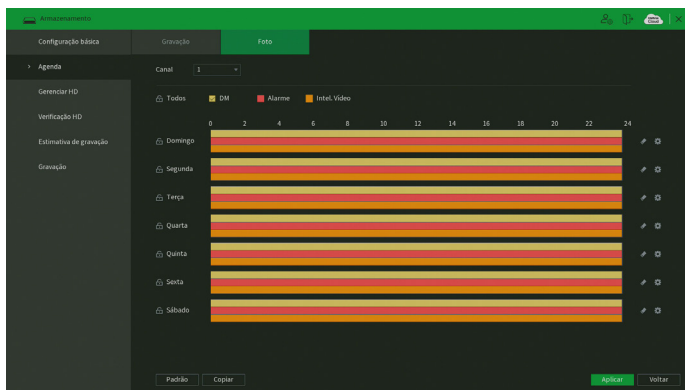 Armazenamento
Configuração básica
Gravação
Foto
Agenda
Canal 1
Gerenciar HD
Todos DM Alarme Intel. Vídeo
Verificação HD
0 2 4 6 8 10 12 14 16 18 20 22 24
Estimativa de gravação
Domingo
Gravação
Segunda
Terça
Quarta
Quinta
Sexta
Sábado
Padrão Copiar Aplicar Voltar